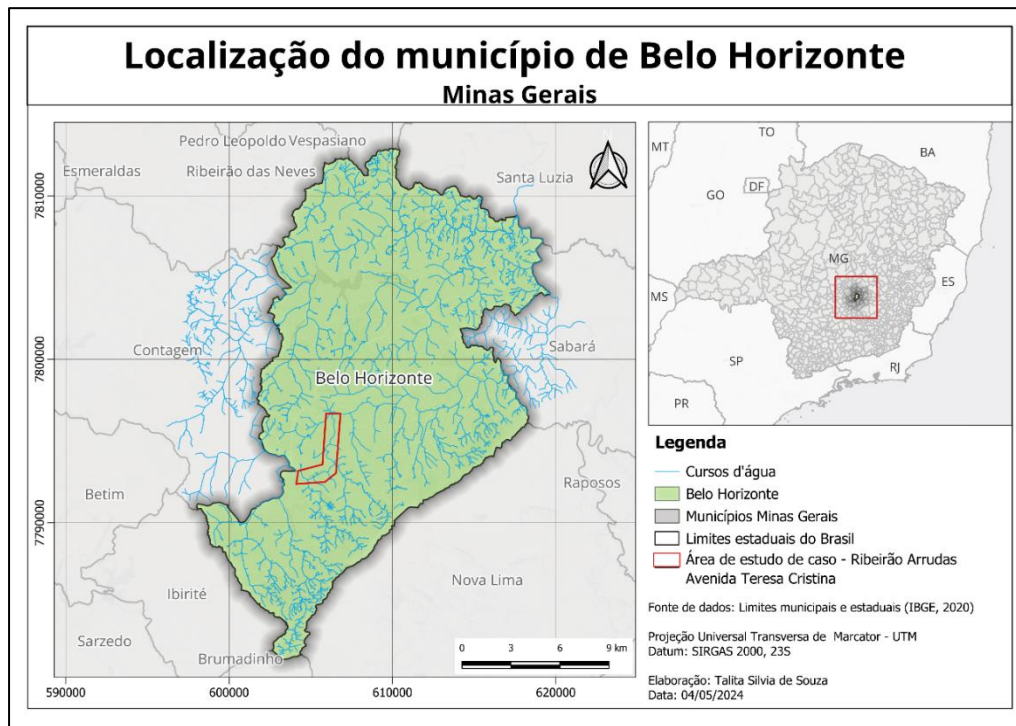 Localização do município de Belo Horizonte
Minas Gerais
Pedro Leopoldo Vespasiano
Esmeraldas
Ribeirão das Neves
Santa Luzia
7810000
Contagem
Sabará
7800000
Belo Horizonte
Betim
Raposos
7790000
Ibirité
Nova Lima
Sarzedo
Brumadinho
0 3 6 9 km
590000 600000 610000 620000
TO
MT
BA
DF
GO
MG
ES
MS
SP
RJ
PR
Legenda
Cursos d'água
Belo Horizonte
Municípios Minas Gerais
Limites estaduais do Brasil
Área de estudo de caso - Ribeirão Arrudas
Avenida Teresa Cristina
Fonte de dados: Limites municipais e estaduais (IBGE, 2020)
Projeção Universal Transversa de Marcator - UTM
Datum: SIRGAS 2000, 23S
Elaboração: Talita Silvia de Souza
Data: 04/05/2024